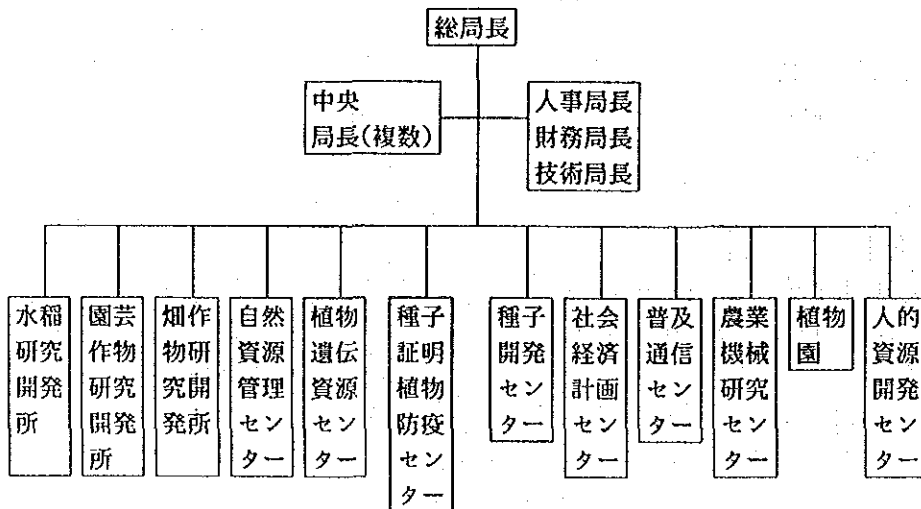 総局長
中央
局長(複数)
人事局長
財務局長
技術局長
水稲
研究
開発
所
園芸
作物
研究
開発
所
畑作
物研
究開
発所
自然
資源
管理
セン
ター
植物
遺伝
資源
セン
ター
種子
証明
植物
防疫
セン
ター
種子
開発
セン
ター
社会
経済
計画
セン
ター
普及
通信
セン
ター
農業
機械
研究
セン
ター
植物
園
人的
資源
開発
セン
ター